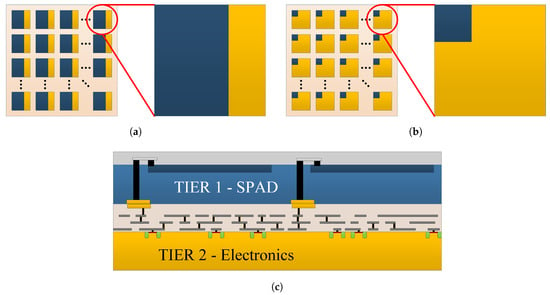 (a)
(b)
TIER 1 - SPAD
TIER 2 - Electronics
(c)